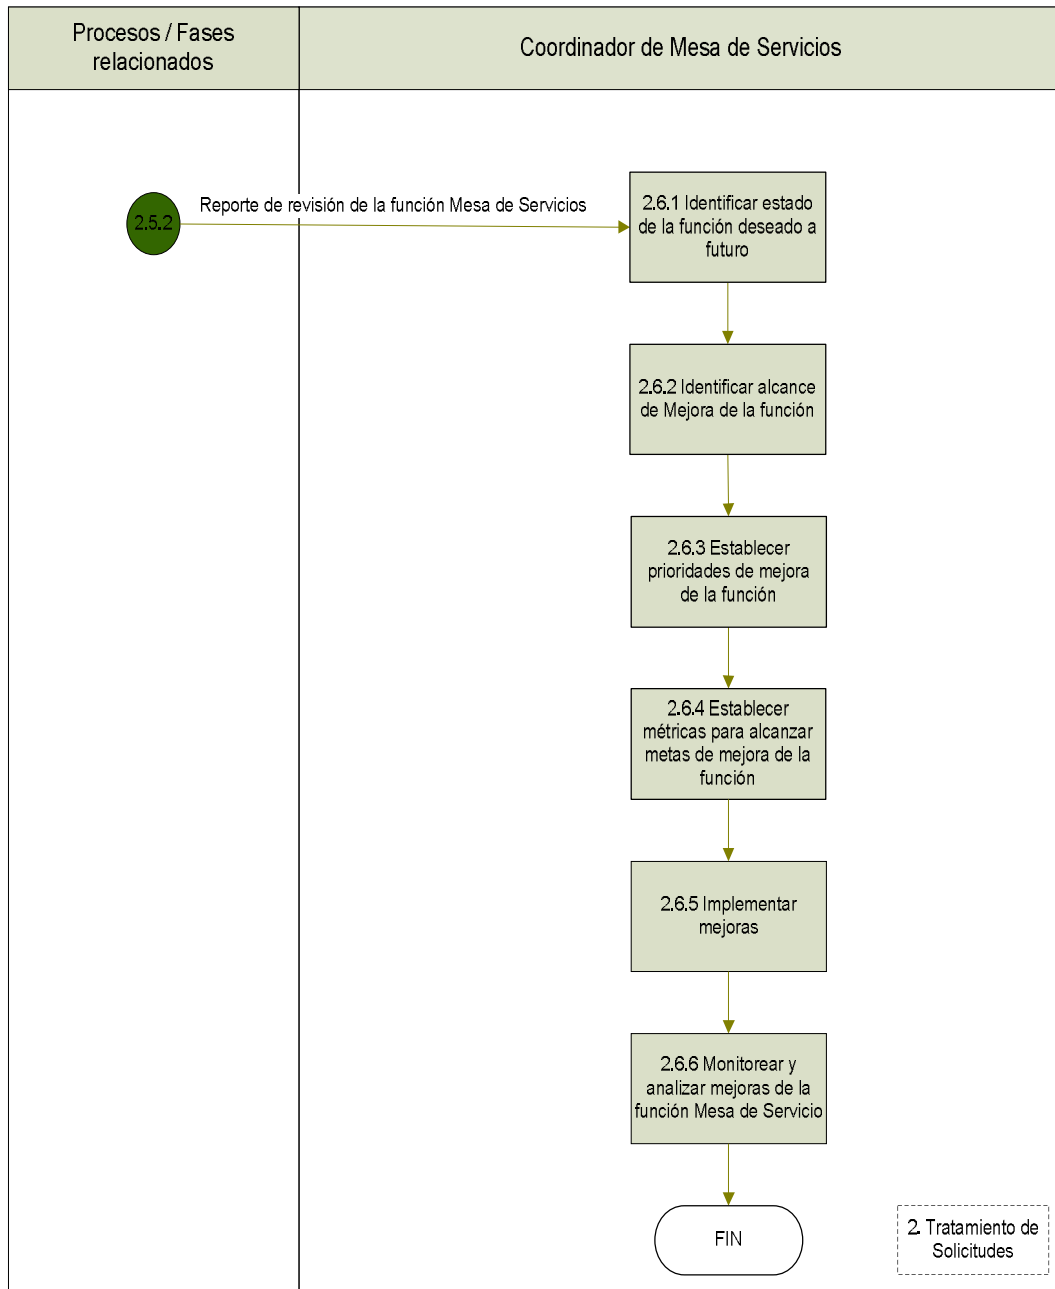 Procesos / Fases
relacionados
Coordinador de Mesa de Servicios
2.5.2
Reporte de revisión de la función Mesa de Servicios
2.6.1 Identificar estado
de la función deseado a
futuro
2.6.2 Identificar alcance
de Mejora de la función
2.6.3 Establecer
prioridades de mejora
de la función
2.6.4 Establecer
métricas para alcanzar
metas de mejora de la
función
2.6.5 Implementar
mejoras
2.6.6 Monitorear y
analizar mejoras de la
función Mesa de Servicio
FIN
2. Tratamiento de
Solicitudes